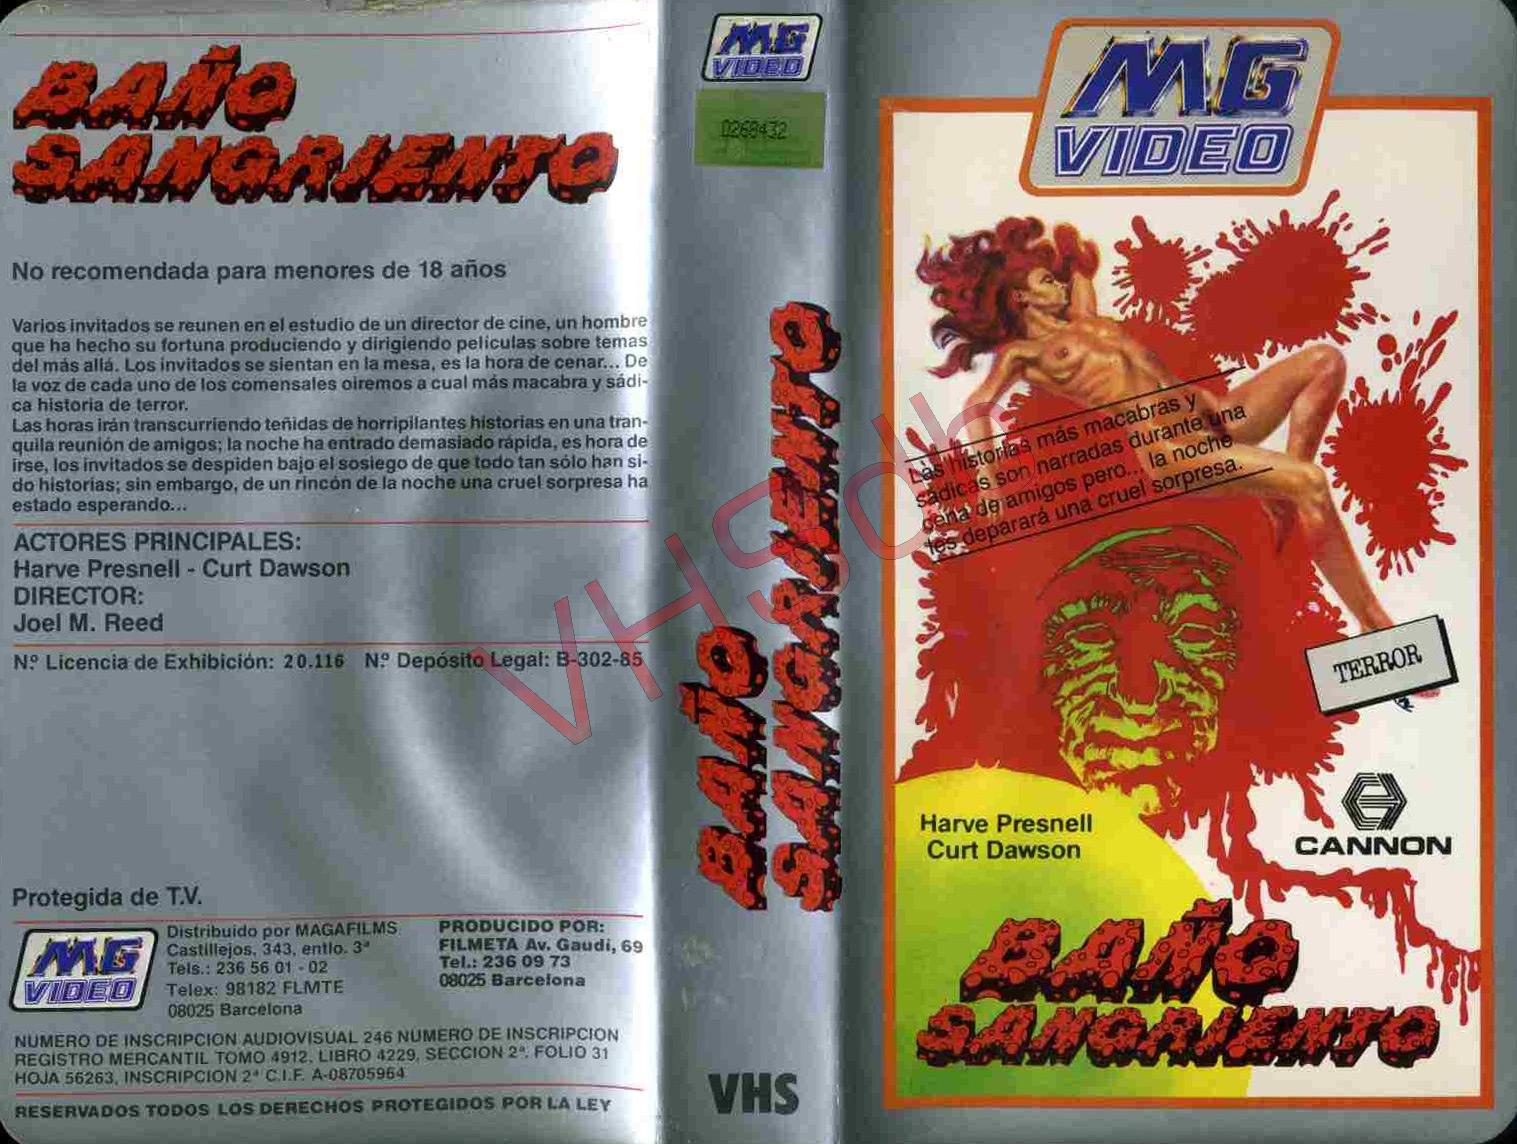 BAÑO
SANGRIENTO
No recomendada para menores de 18 años
Varios invitados se reunen en el estudio de un director de cine, un hombre
que ha hecho su fortuna produciendo y dirigiendo películas sobre temas
del más allá. Los invitados se sientan en la mesa, es la hora de cenar... De
la voz de cada uno de los comensales oiremos a cual más macabra y sádi-
ca historia de terror.
Las horas irán transcurriendo teñidas de horripilantes historias en una tran-
quila reunión de amigos; la noche ha entrado demasiado rápida, es hora de
irse, los invitados se despiden bajo el sosiego de que todo tan sólo han si-
do historias; sin embargo, de un rincón de la noche una cruel sorpresa ha
estado esperando...
ACTORES PRINCIPALES:
Harve Presnell - Curt Dawson
DIRECTOR:
Joel M. Reed
N.º Licencia de Exhibición: 20.116 N.º Depósito Legal: B-302-85
Protegida de T.V.
MG
VIDEO
Distribuido por MAGAFILMS
Castillejos, 343, entlo. 3ª
Tels.: 236 56 01 - 02
Telex: 98182 FLMTE
08025 Barcelona
PRODUCIDO POR:
FILMETA Av. Gaudí, 69
Tel.: 236 09 73
08025 Barcelona
NUMERO DE INSCRIPCION AUDIOVISUAL 246 NUMERO DE INSCRIPCION
REGISTRO MERCANTIL TOMO 4912, LIBRO 4229, SECCION 2ª. FOLIO 31
HOJA 56263, INSCRIPCION 2ª C.I.F. A-08705964
RESERVADOS TODOS LOS DERECHOS PROTEGIDOS POR LA LEY
MG
VIDEO
0268432
BAÑO
SANGRIENTO
VHS
VHSdb
MG
VIDEO
Las historias más macabras y
sádicas son narradas durante una
cena de amigos pero... la noche
les deparará una cruel sorpresa.
TERROR
CANNON
Harve Presnell
Curt Dawson
BAÑO
SANGRIENTO